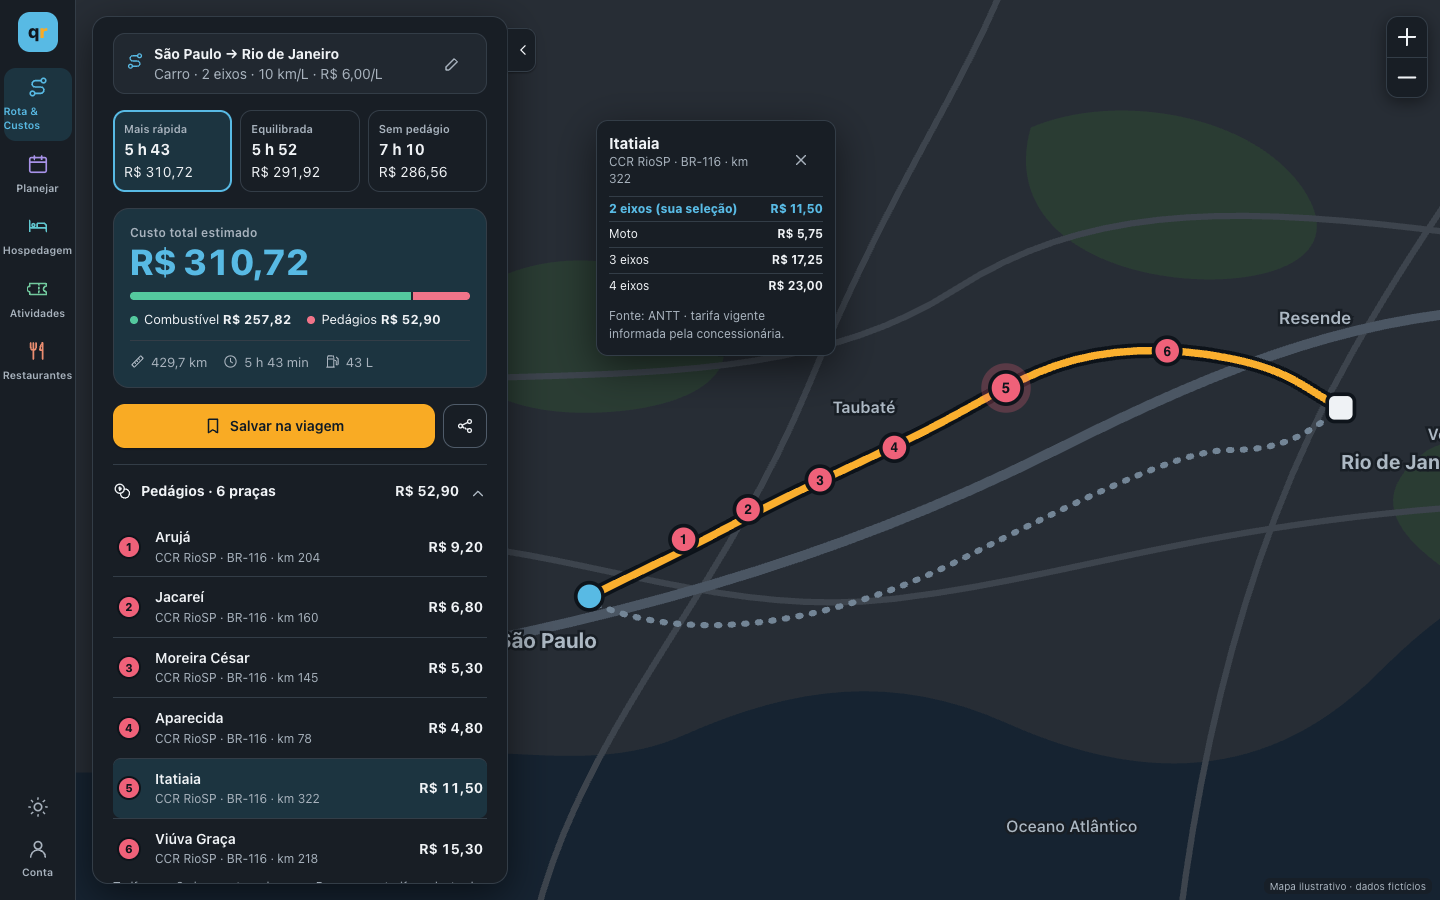 qr
Rota &
Custos
Planejar
Hospedagem
Atividades
Restaurantes
Conta
São Paulo → Rio de Janeiro
Carro · 2 eixos · 10 km/L · R$ 6,00/L
Mais rápida
5 h 43
R$ 310,72
Equilibrada
5 h 52
R$ 291,92
Sem pedágio
7 h 10
R$ 286,56
Custo total estimado
R$ 310,72
Combustível R$ 257,82 Pedágios R$ 52,90
429,7 km 5 h 43 min 43 L
Salvar na viagem
Pedágios · 6 praças R$ 52,90
1 Arujá R$ 9,20
CCR RioSP · BR-116 · km 204
2 Jacareí R$ 6,80
CCR RioSP · BR-116 · km 160
3 Moreira César R$ 5,30
CCR RioSP · BR-116 · km 145
4 Aparecida R$ 4,80
CCR RioSP · BR-116 · km 78
5 Itatiaia R$ 11,50
CCR RioSP · BR-116 · km 322
6 Viúva Graça R$ 15,30
CCR RioSP · BR-116 · km 218
Itatiaia
CCR RioSP · BR-116 · km
322
2 eixos (sua seleção) R$ 11,50
Moto R$ 5,75
3 eixos R$ 17,25
4 eixos R$ 23,00
Fonte: ANTT · tarifa vigente
informada pela concessionária.
Resende
6
5
Taubaté
4
3
2
1
Rio de Jan
São Paulo
Oceano Atlântico
Mapa ilustrativo · dados fictícios